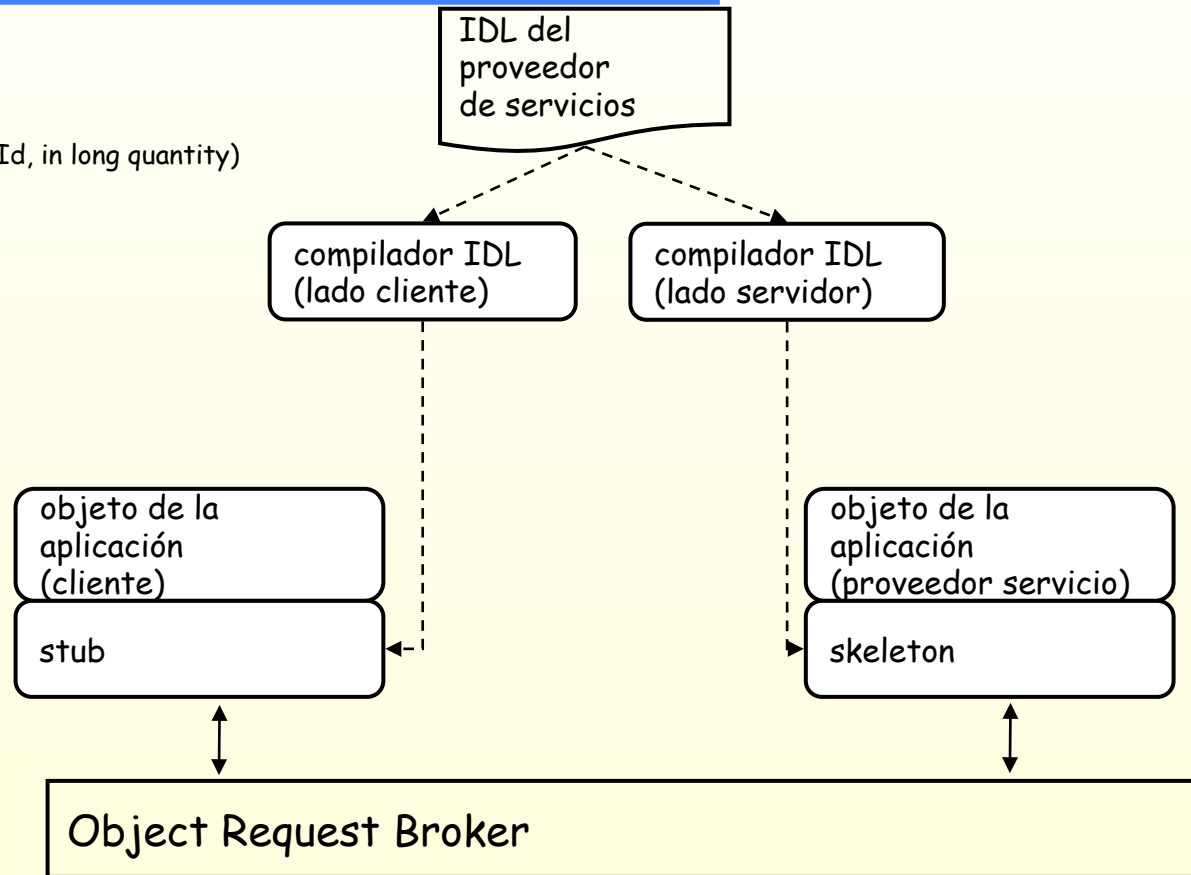 IDL del
proveedor
de servicios
Id, in long quantity)
compilador IDL
(lado cliente)
compilador IDL
(lado servidor)
objeto de la
aplicación
(cliente)
stub
objeto de la
aplicación
(proveedor servicio)
skeleton
Object Request Broker